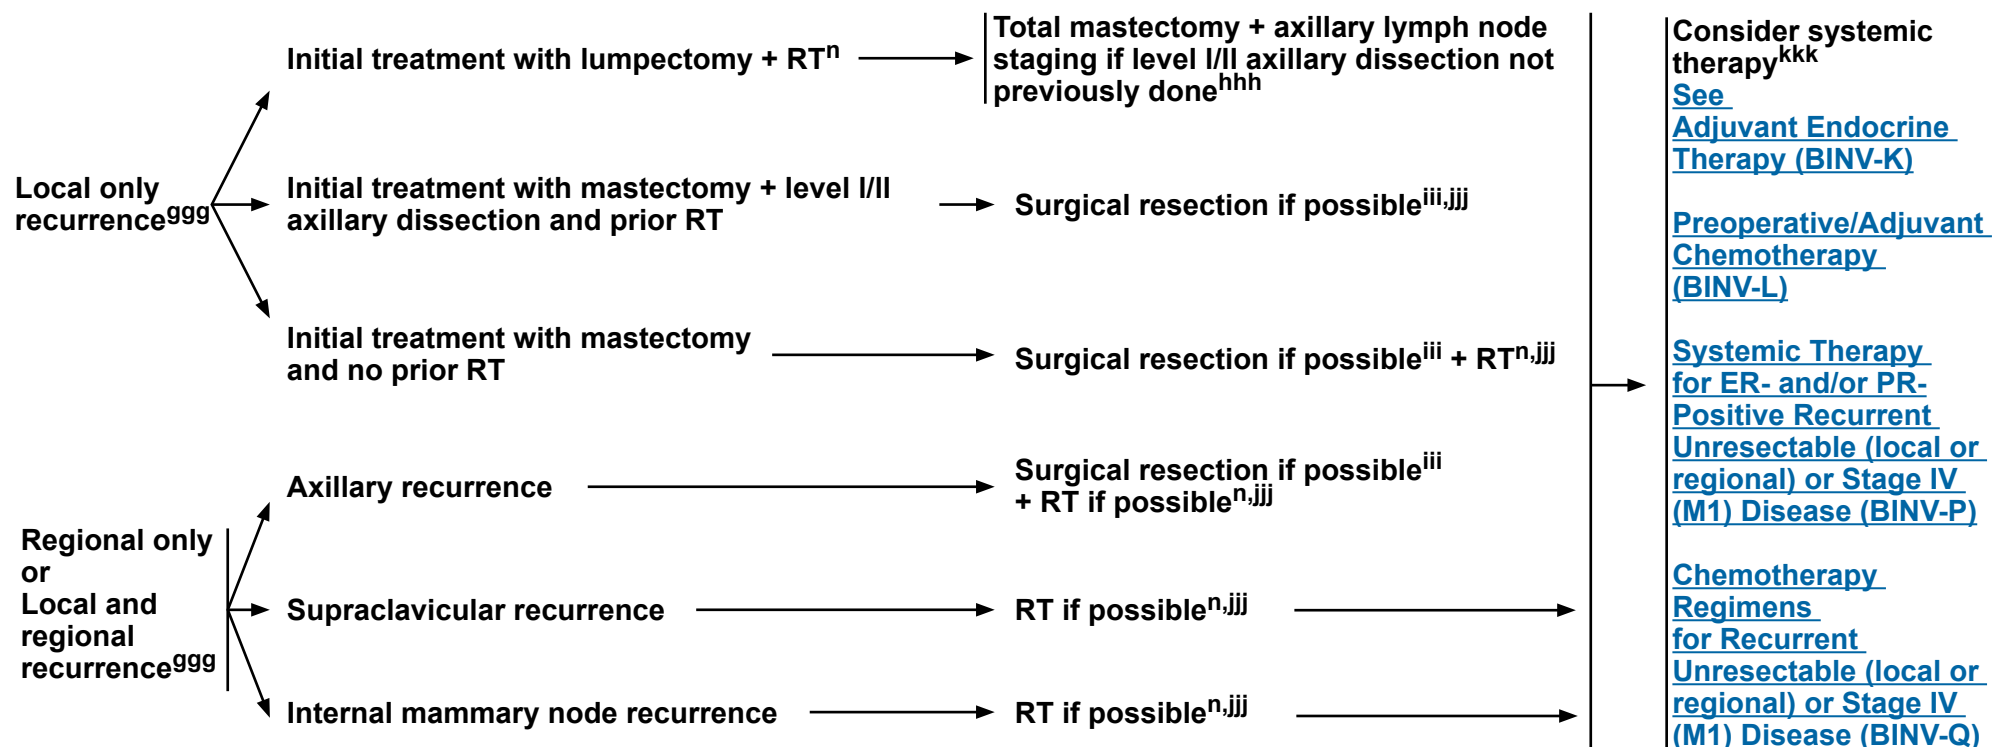 Initial treatment with lumpectomy + RTn
Total mastectomy + axillary lymph node
staging if level I/II axillary dissection not
previously donehhh
Local only
recurrenceggg
Initial treatment with mastectomy + level I/II
axillary dissection and prior RT
Surgical resection if possibleiii,jjj
Initial treatment with mastectomy
and no prior RT
Surgical resection if possibleiii + RTn,jjj
Regional only
or
Local and
regional
recurrenceggg
Axillary recurrence
Surgical resection if possibleiii
+ RT if possiblen,jjj
Supraclavicular recurrence
RT if possiblen,jjj
Internal mammary node recurrence
RT if possiblen,jjj
Consider systemic
therapykkk
See
Adjuvant Endocrine
Therapy (BINV-K)
Preoperative/Adjuvant
Chemotherapy
(BINV-L)
Systemic Therapy
for ER- and/or PR-
Positive Recurrent
Unresectable (local or
regional) or Stage IV
(M1) Disease (BINV-P)
Chemotherapy
Regimens
for Recurrent
Unresectable (local or
regional) or Stage IV
(M1) Disease (BINV-Q)